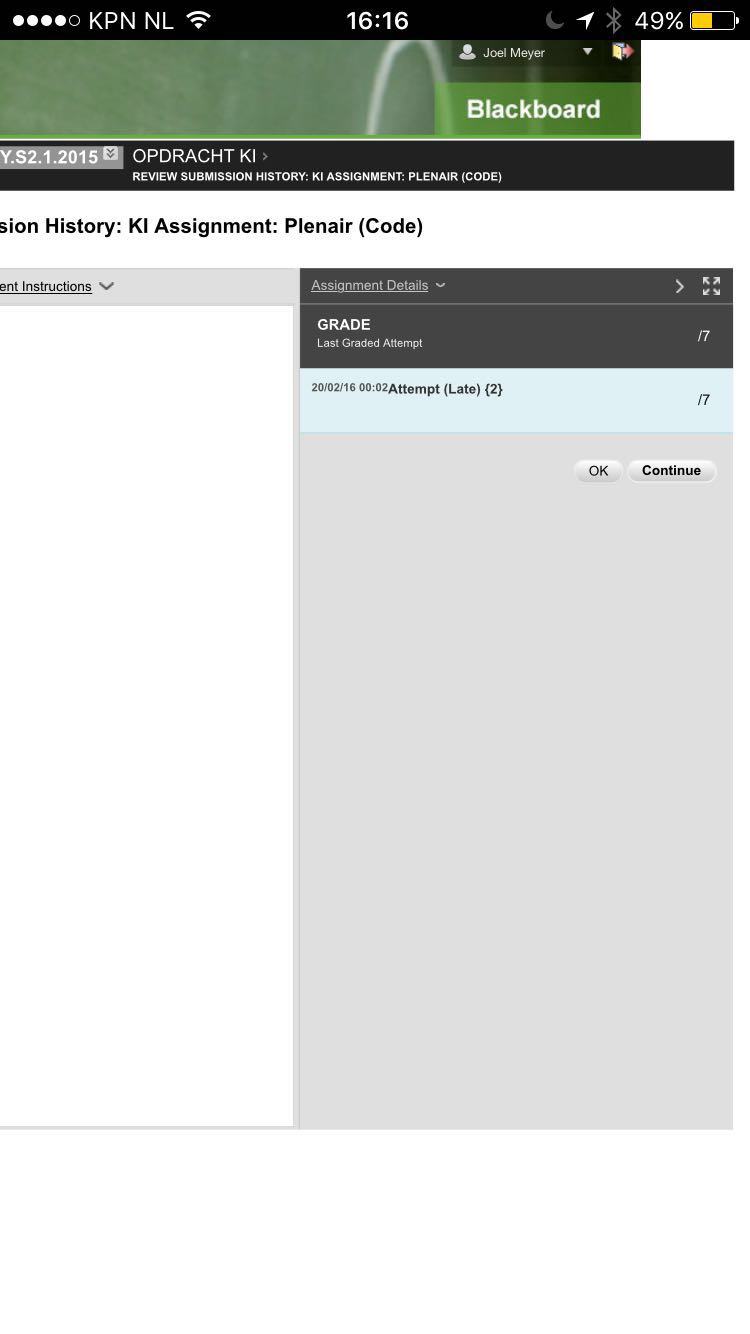 KPN NL 16:16 49%
Joel Meyer
Blackboard
Y.S2.1.2015 OPDRACHT KI ›
REVIEW SUBMISSION HISTORY: KI ASSIGNMENT: PLENAIR (CODE)
sion History: KI Assignment: Plenair (Code)
ent Instructions
Assignment Details
GRADE
Last Graded Attempt
/7
20/02/16 00:02 Attempt (Late) {2}
/7
OK Continue